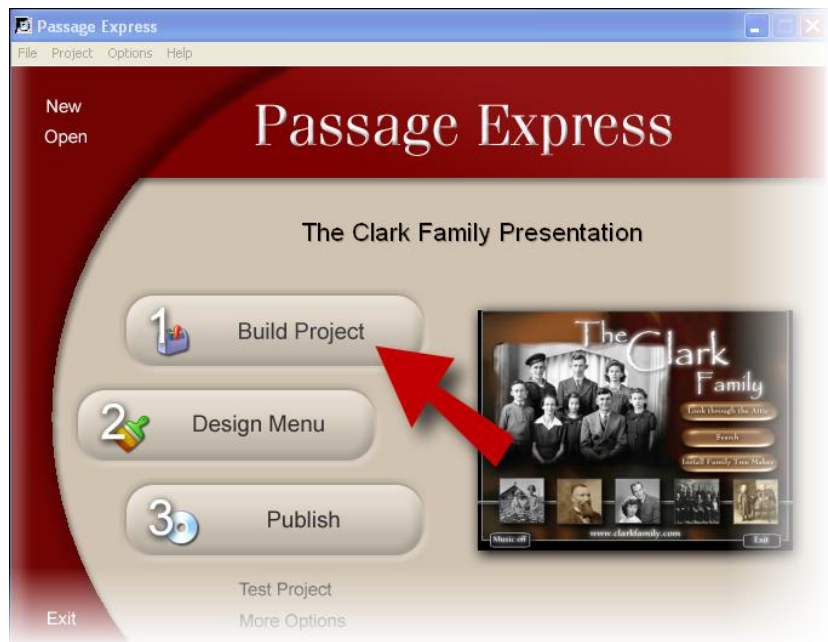 Passage Express
File Project Options Help
New
Open
Passage Express
The Clark Family Presentation
1 Build Project
2 Design Menu
3 Publish
Test Project
More Options
Exit
The Clark
Family
Look through the Attic
Search
Install Family Tree Maker
Music off
www.clarkfamily.com
Exit